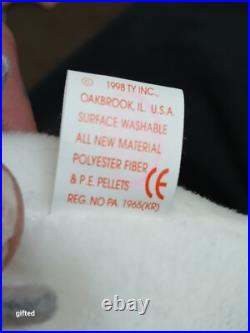 © 1998 TY INC.,
OAKBROOK, IL. U.S.A.
SURFACE WASHABLE
ALL NEW MATERIAL
POLYESTER FIBER
& P.E. PELLETS CE
REG. NO PA. 1965(KR)
gifted